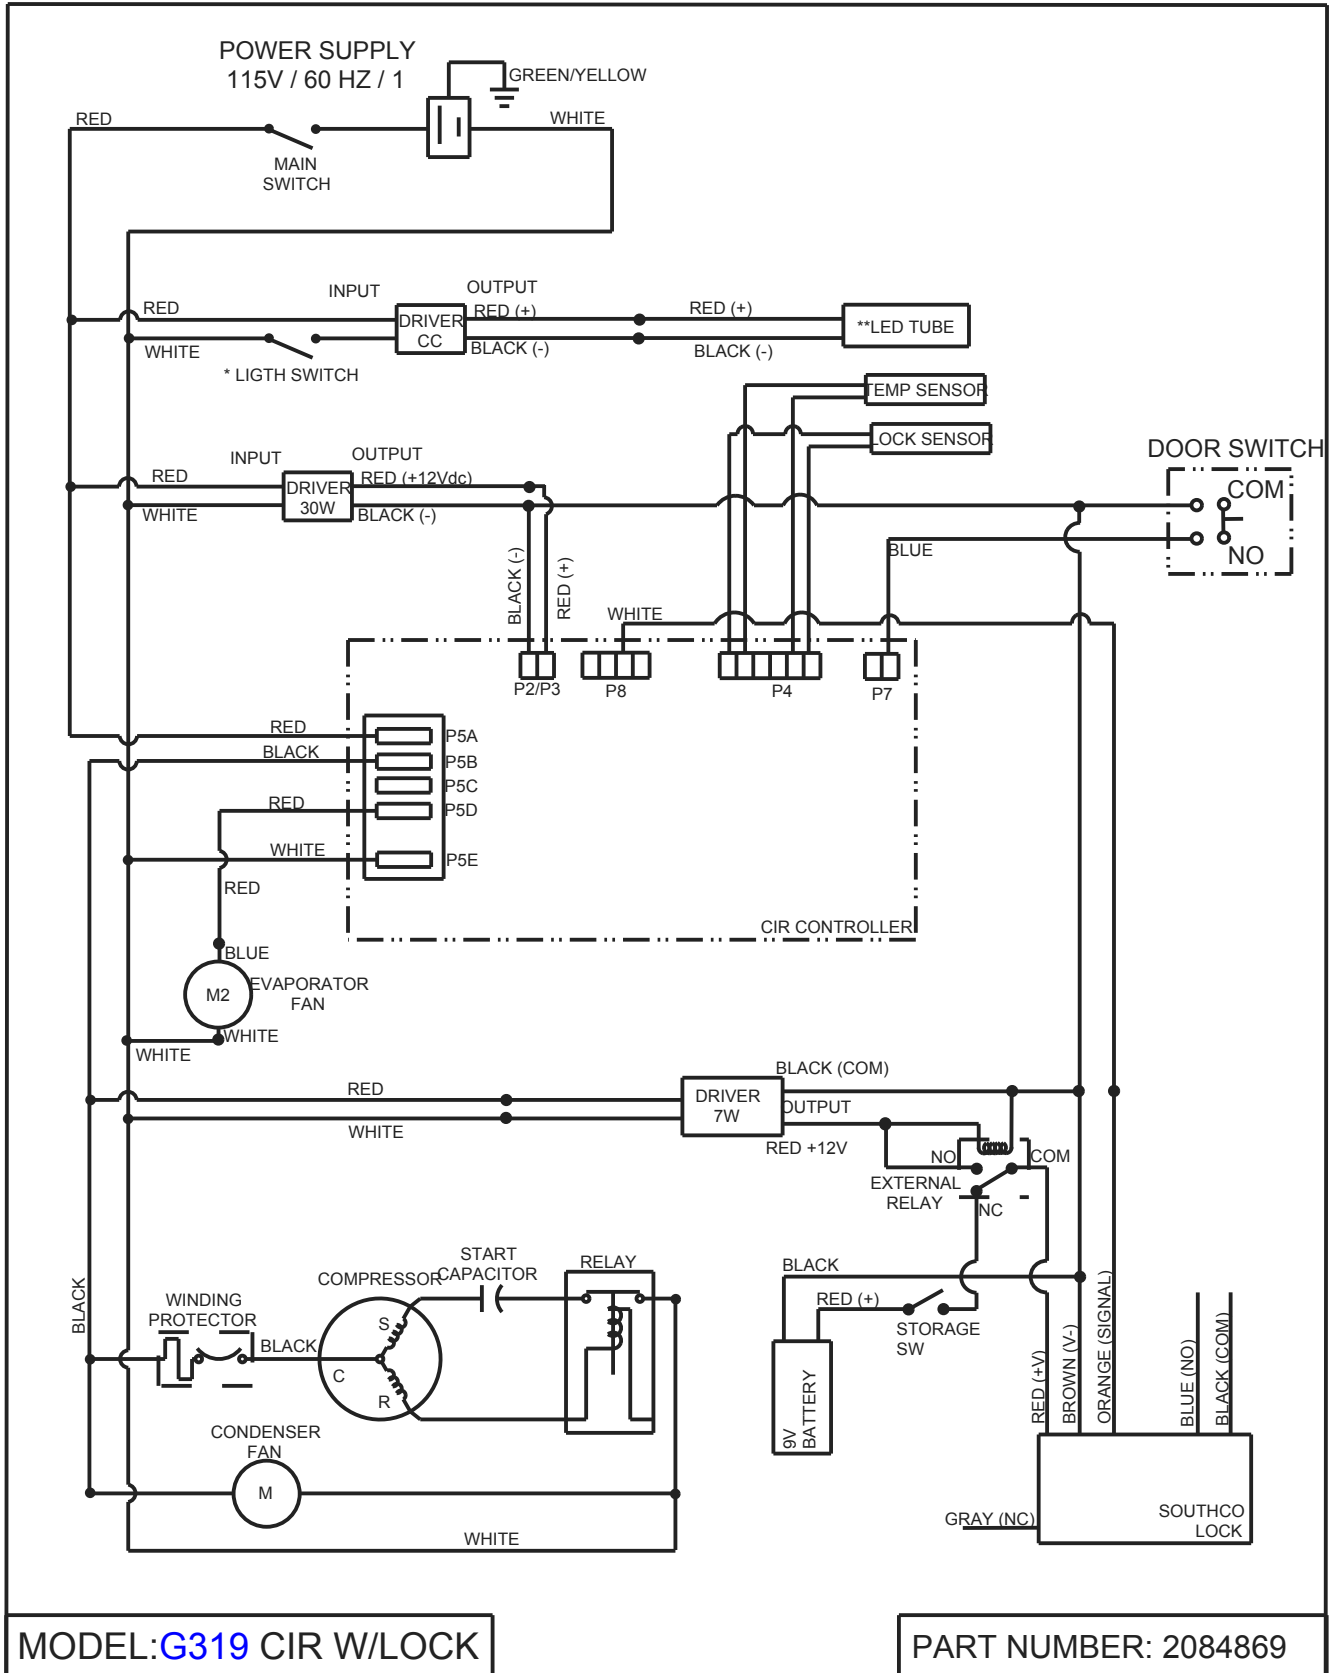 POWER SUPPLY
115V / 60 HZ / 1
GREEN/YELLOW
RED
WHITE
MAIN
SWITCH
INPUT
OUTPUT
RED
RED (+)
RED (+)
DRIVER
CC
**LED TUBE
WHITE
BLACK (-)
BLACK (-)
* LIGTH SWITCH
TEMP SENSOR
LOCK SENSOR
DOOR SWITCH
INPUT
OUTPUT
RED
RED (+12Vdc)
DRIVER
30W
COM
WHITE
BLACK (-)
BLUE
NO
BLACK (-)
RED (+)
WHITE
P2/P3
P8
P4
P7
RED
P5A
BLACK
P5B
P5C
RED
P5D
WHITE
P5E
RED
CIR CONTROLLER
BLUE
M2
EVAPORATOR
FAN
WHITE
WHITE
BLACK (COM)
RED
DRIVER
7W
OUTPUT
WHITE
RED +12V
NO
COM
EXTERNAL
RELAY
NC
START
CAPACITOR
RELAY
BLACK
COMPRESSOR
BLACK
WINDING
PROTECTOR
RED (+)
STORAGE
SW
S
BLACK
C
R
RED (+V)
BROWN (V-)
ORANGE (SIGNAL)
BLUE (NO)
BLACK (COM)
9V
BATTERY
CONDENSER
FAN
M
GRAY (NC)
SOUTHCO
LOCK
WHITE
MODEL:G319 CIR W/LOCK
PART NUMBER: 2084869